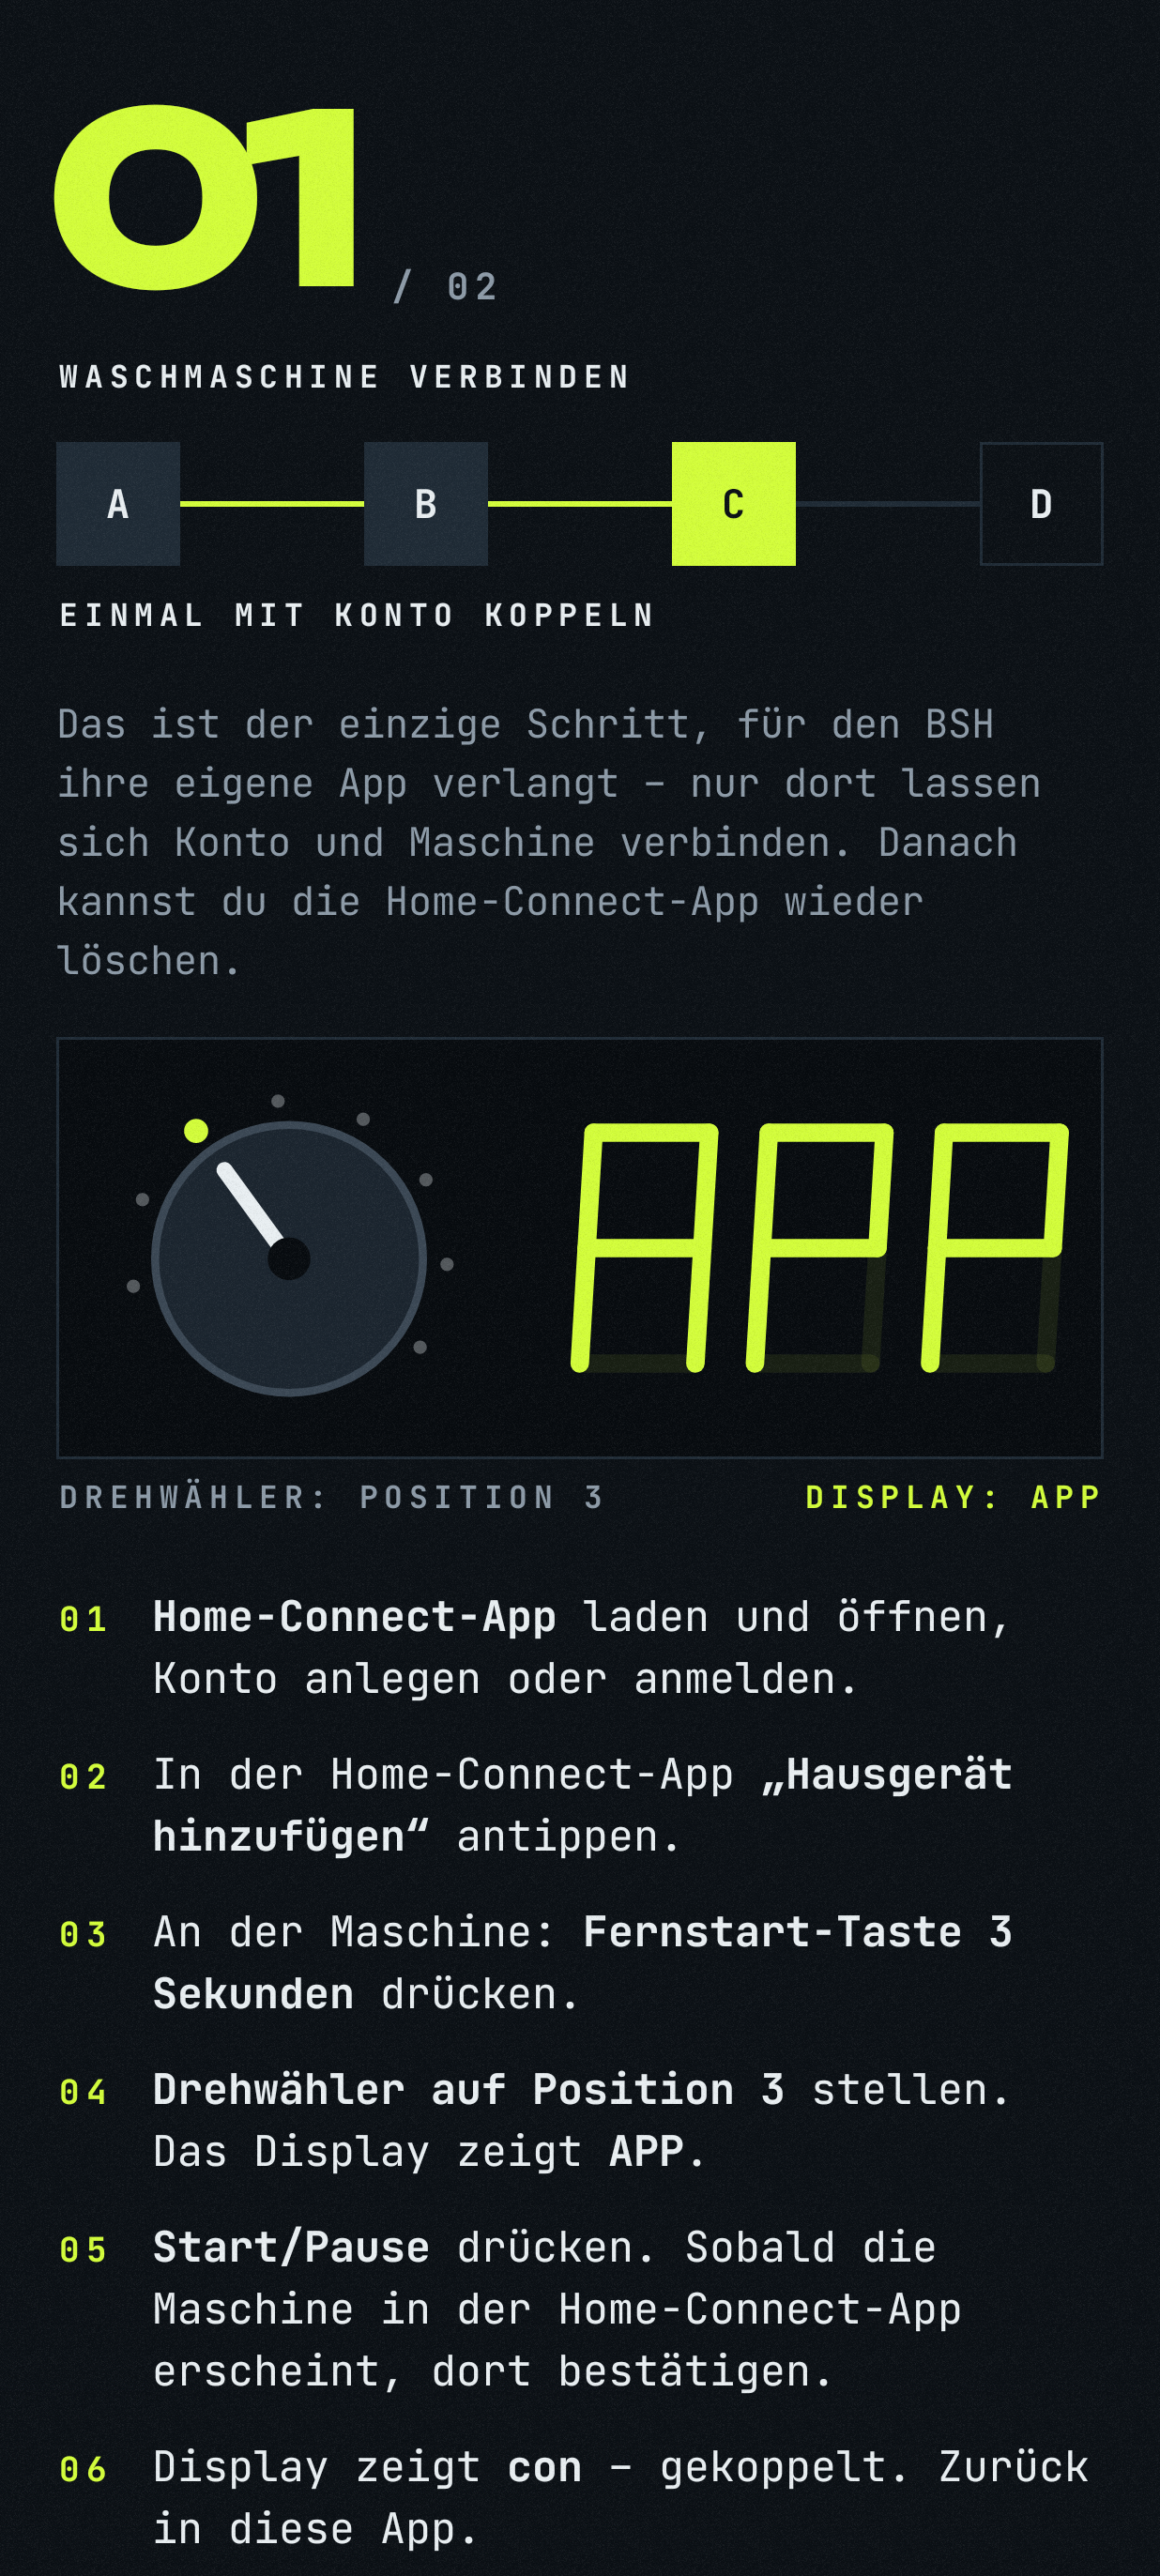 01 / 02
WASCHMASCHINE VERBINDEN
A B C D
EINMAL MIT KONTO KOPPELN
Das ist der einzige Schritt, für den BSH
ihre eigene App verlangt – nur dort lassen
sich Konto und Maschine verbinden. Danach
kannst du die Home-Connect-App wieder
löschen.
APP
DREHWÄHLER: POSITION 3 DISPLAY: APP
01 Home-Connect-App laden und öffnen,
Konto anlegen oder anmelden.
02 In der Home-Connect-App „Hausgerät
hinzufügen“ antippen.
03 An der Maschine: Fernstart-Taste 3
Sekunden drücken.
04 Drehwähler auf Position 3 stellen.
Das Display zeigt APP.
05 Start/Pause drücken. Sobald die
Maschine in der Home-Connect-App
erscheint, dort bestätigen.
06 Display zeigt con – gekoppelt. Zurück
in diese App.